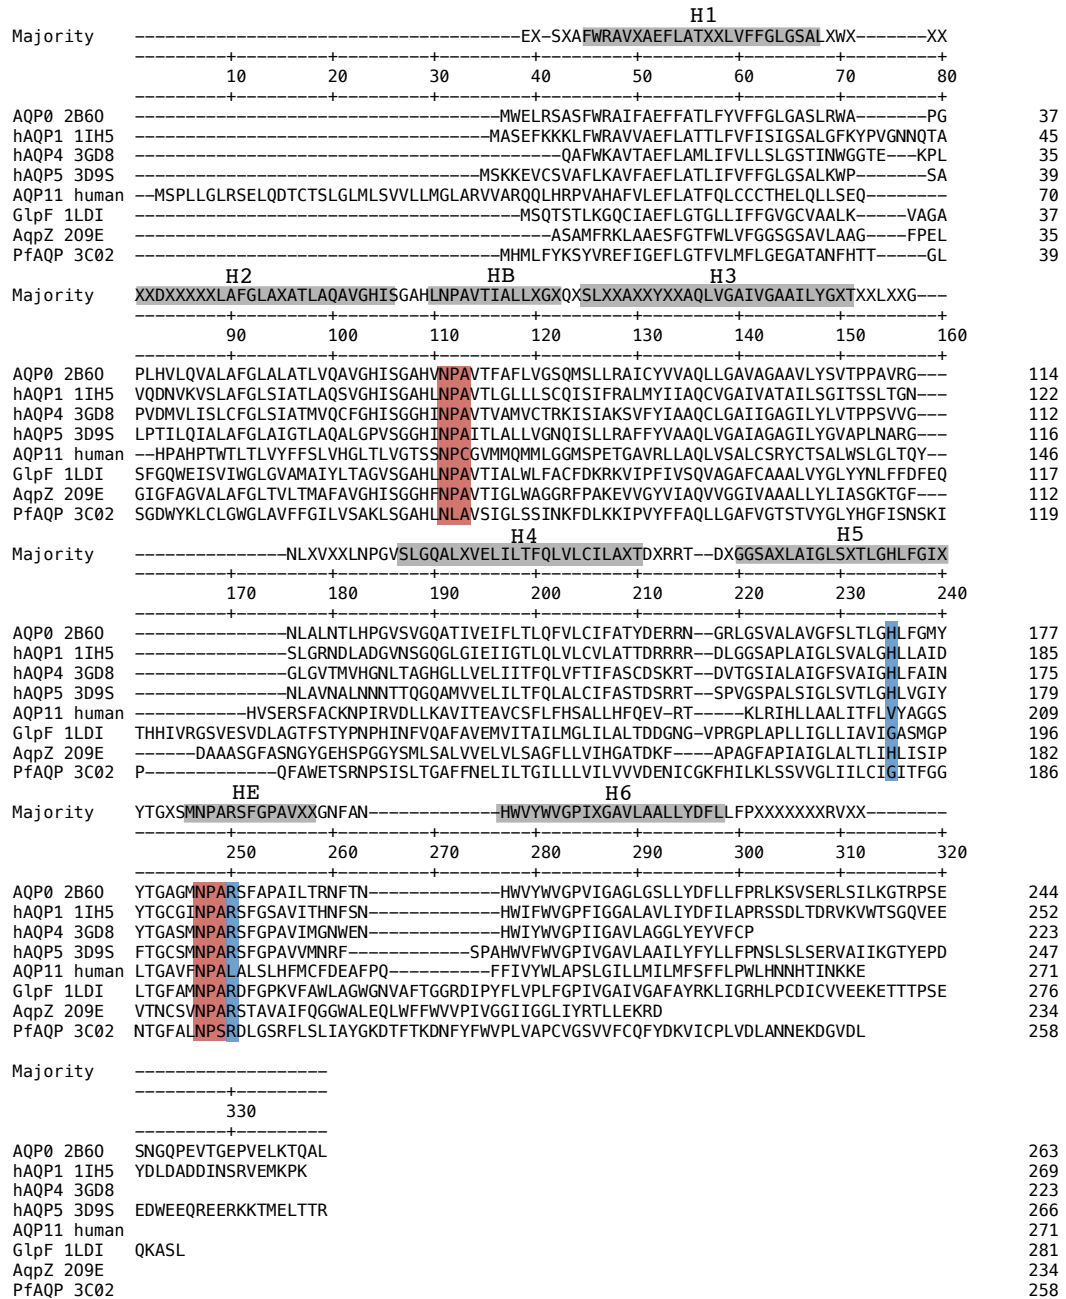 H1
Majority --------------------------------------EX-SXAFWRAVXAEFLATXXLVFFGLGSALXWX-------XX
---------+---------+---------+---------+---------+---------+---------+---------+
10 20 30 40 50 60 70 80
---------+---------+---------+---------+---------+---------+---------+---------+
AQP0 2B6O ------------------------------------MWELRSASFWRAIFAEFFATLFYVFFGLGASLRWA--------PG 37
hAQP1 1IH5 -----------------------------------MASEFKKKLFWRAVVAEFLATTLFVFISIGSALGFKYPVGNNQTA 45
hAQP4 3GD8 ------------------------------------------QAFWKAVTAEFLAMLIFVLLSLGSTINWGGTE---KPL 35
hAQP5 3D9S ----------------------------------MSKKEVCSVAFLKAVFAEFLATLIFVFFGLGSALKWP-------SA 39
AQP11 human --MSPLLGLRSELQDTCTSLGLMLSVVLLMGLARVVARQQLHRPVAHAFVLEFLATFQLCCCTHELQLLSEQ-------- 70
GlpF 1LDI --------------------------------------MSQTSTLKGQCIAEFLGTGLLIFFGVGCVAALK-----VAGA 37
AqpZ 2O9E -----------------------------------------ASAMFRKLAAESFGTFWLVFGGSGSAVLAAG----FPEL 35
PfAQP 3C02 ------------------------------------MHMLFYKSYVREFIGEFLGTFVLMFLGEGATANFHTT----GL 39
H2 HB H3
Majority XXDXXXXXLAFGLAXATLAQAVGHISGAHLNPAVTIALLXGXQXSLXXAXXYXXAQLVGAIVGAAILYGXTXXLXXG---
---------+---------+---------+---------+---------+---------+---------+---------+
90 100 110 120 130 140 150 160
---------+---------+---------+---------+---------+---------+---------+---------+
AQP0 2B6O PLHVLQVALAFGLALATLVQAVGHISGAHVNPAVTFAFLVGSQMSLLRAICYVVAQLLGAVAGAAVLYSVTPPAVRG--- 114
hAQP1 1IH5 VQDNVKVSLAFGLSIATLAQSVGHISGAHLNPAVTLGLLLSCQISIFRALMYIIAQCVGAIVATAILSGITSSLTGN--- 122
hAQP4 3GD8 PVDMVLISLCFGLSIATMVQCFGHISGGHINPAVTVAMVCTRKISIAKSVFYIAAQCLGAIIGAGILYLVTPPSVVG--- 112
hAQP5 3D9S LPTILQIALAFGLAIGTLAQALGPVSGGHINPAITLALLVGNQISLLRAFFYVAAQLVGAIAGAGILYGVAPLNARG--- 116
AQP11 human --HPAHPTWTLTLVYFFSLVHGLTLVGTSSNPCGVMMQMMLGGMSPETGAVRLLAQLVSALCSRYCTSALWSLGLTQY-- 146
GlpF 1LDI SFGQWEISVIWGLGVAMAIYLTAGVSGAHLNPAVTIALWLFACFDKRKVIPFIVSQVAGAFCAAALVYGLYYNLFFDFEQ 117
AqpZ 2O9E GIGFAGVALAFGLTVLTMAFAVGHISGGHFNPAVTIGLWAGGRFPAKEVVGYVIAQVVGGIVAAALLYLIASGKTGF--- 112
PfAQP 3C02 SGDWYKLCLGWGLAVFFGILVSAKLSGAHLNLAVSIGLSSINKFDLKKIPVYFFAQLLGAFVGTSTVYGLYHGFISNSKI 119
H4 H5
Majority ---------------NLXVXXLNPGVSLGQALXVELILTFQLVLCILAXTDXRRT--DXGGSAXLAIGLSXTLGHLFGIX
---------+---------+---------+---------+---------+---------+---------+---------+
170 180 190 200 210 220 230 240
---------+---------+---------+---------+---------+---------+---------+---------+
AQP0 2B6O ---------------NLALNTLHPGVSVGQATIVEIFLTLQFVLCIFATYDERRN--GRLGSVALAVGFSLTLGHLFGMY 177
hAQP1 1IH5 ---------------SLGRNDLADGVNSGQGLGIEIIGTLQLVLCVLATTDRRRR--DLGGSAPLAIGLSVALGHLLAID 185
hAQP4 3GD8 ---------------GLGVTMVHGNLTAGHGLLVELIITFQLVFTIFASCDSKRT--DVTGSIALAIGFSVAIGHLFAIN 175
hAQP5 3D9S ---------------NLAVNALNNNTTQGQAMVVELILTFQLALCIFASTDSRRT--SPVGSPALSIGLSVTLGHLVGIY 179
AQP11 human -----------HVSERSFACKNPIRVDLLKAVITEAVCSFLFHSALLHFQEV-RT-----KLRIHLLAALITFLVYAGGS 209
GlpF 1LDI THHIVRGSVESVDLAGTFSTYPNPHINFVQAFAVEMVITAILMGLILALTDDGNG-VPRGPLAPLLIGLLIAVIGASMGP 196
AqpZ 2O9E ------DAAASGFASNGYGEHSPGGYSMLSALVVELVLSAGFLLVIHGATDKF----APAGFAPIAIGLALTLIHLISIP 182
PfAQP 3C02 P-------------QFAWETSRNPSISLTGAFFNELILTGILLLVILVVVDENICGKFHILKLSSVVGLIILCIGITFGG 186
HE H6
Majority YTGXSMNPARSFGPAVXXGNFAN-------------HWVYWVGPIXGAVLAALLYDFLLFPXXXXXXXRVXX--------
---------+---------+---------+---------+---------+---------+---------+---------+
250 260 270 280 290 300 310 320
---------+---------+---------+---------+---------+---------+---------+---------+
AQP0 2B6O YTGAGMNPARSFAPAILTRNFTN-------------HWVYWVGPVIGAGLGSLLYDFLLFPRLKSVSERLSILKGTRPSE 244
hAQP1 1IH5 YTGCGINPARSFGSAVITHNFSN-------------HWIFWVGPFIGGALAVLIYDFILAPRSSDLTDRVKVWTSGQVEE 252
hAQP4 3GD8 YTGASMNPARSFGPAVIMGNWEN-------------HWIYWVGPIIGAVLAGGLYEYVFCP 223
hAQP5 3D9S FTGCSMNPARSFGPAVVMNRF------------SPAHWVFWVGPIVGAVLAAILYFYLLFPNSLSLSERVAIIKGTYEPD 247
AQP11 human LTGAVFNPALALSLHFMCFDEAFPQ----------FFIVYWLAPSLGILLMILMFSFFLPWLHNNHTINKKE 271
GlpF 1LDI LTGFAMNPARDFGPKVFAWLAGWGNVAFTGGRDIPYFLVPLFGPIVGAIVGAFAYRKLIGRHLPCDICVVEEKETTTPSE 276
AqpZ 2O9E VTNCSVNPARSTAVAIFQGGWALEQLWFFWVVPIVGGIIGGLIYRTLLEKRD 234
PfAQP 3C02 NTGFALNPSRDLGSRFLSLIAYGKDTFTKDNFYFWVPLVAPCVGSVVFCQFYDKVICPLVDLANNEKDGVDL 258
Majority -------------------
---------+---------
330
---------+---------
AQP0 2B6O SNGQPEVTGEPVELKTQAL 263
hAQP1 1IH5 YDLDADDINSRVEMKPK 269
hAQP4 3GD8 223
hAQP5 3D9S EDWEEQREERKKTMELTTR 266
AQP11 human 271
GlpF 1LDI QKASL 281
AqpZ 2O9E 234
PfAQP 3C02 258